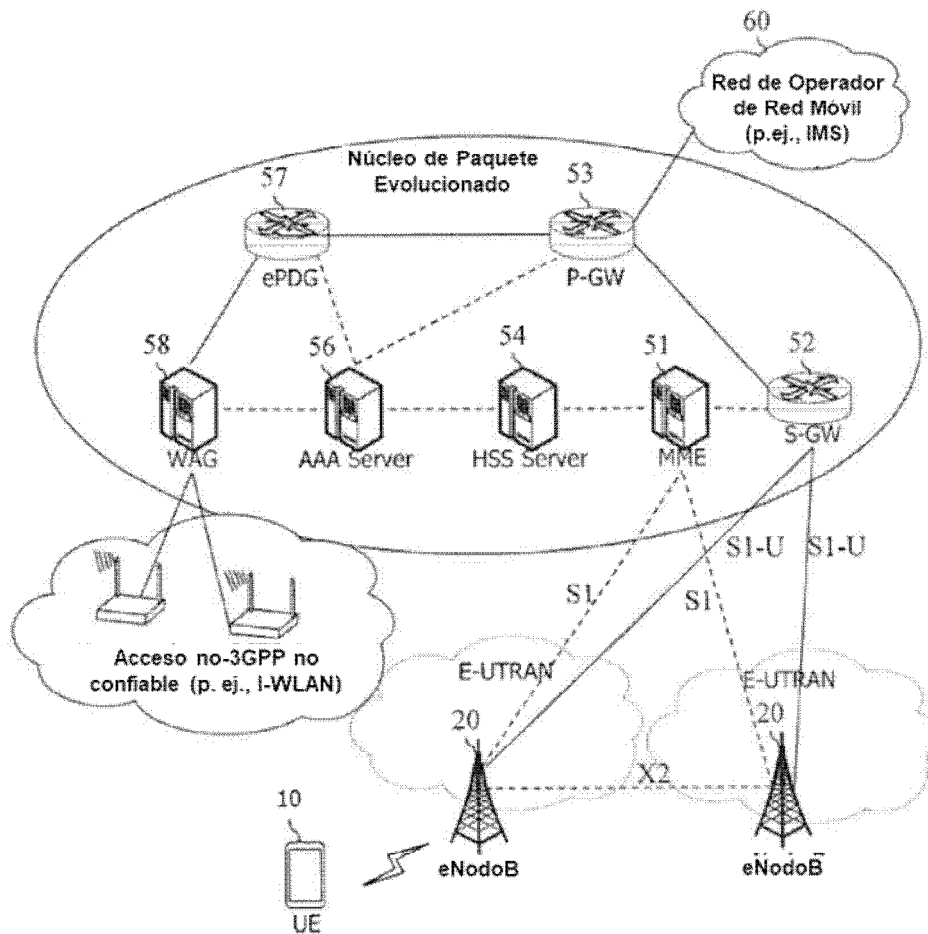 60
Red de Operador
de Red Móvil
(p.ej., IMS)
Núcleo de Paquete
Evolucionado
57
53
ePDG
P-GW
58
56
54
51
52
WAG
AAA Server
HSS Server
MME
S-GW
S1-U
S1-U
S1
S1
Acceso no-3GPP no
confiable (p. ej., I-WLAN)
E-UTRAN
E-UTRAN
20
20
X2
10
eNodoB
eNodoB
UE